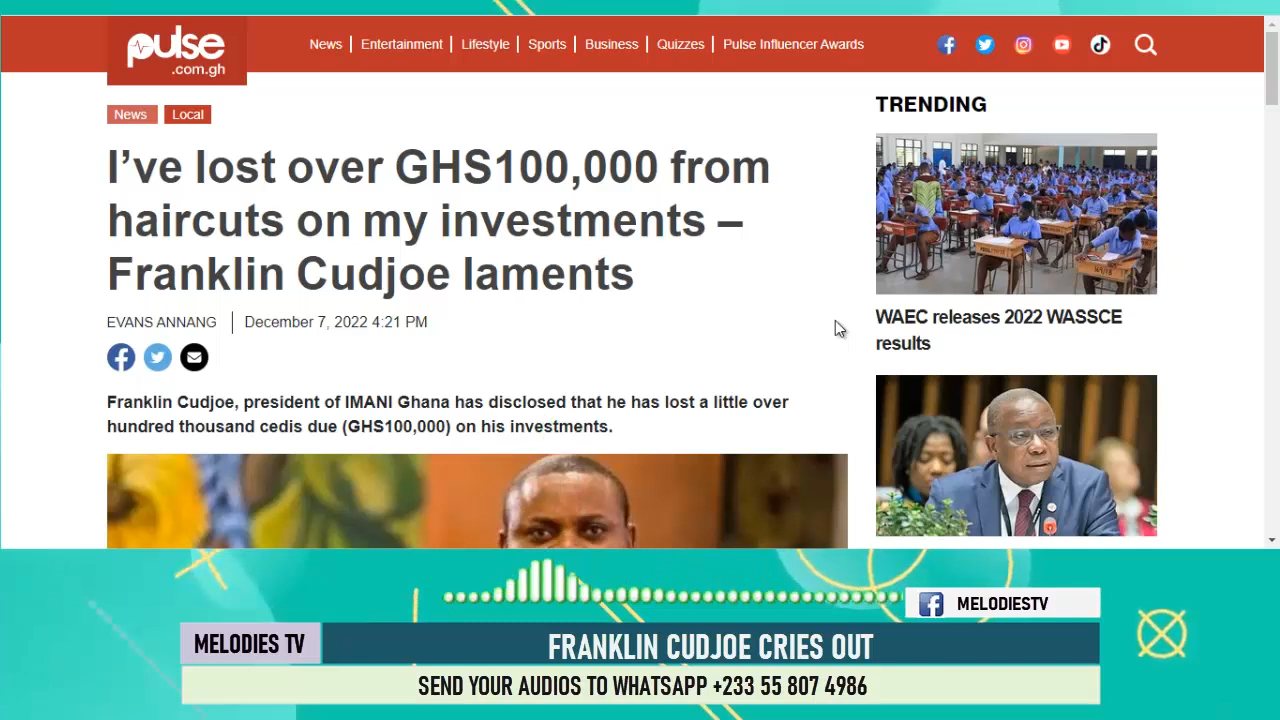 pulse
.com.gh
News
Entertainment
Lifestyle
Sports
Business
Quizzes
Pulse Influencer Awards
News
Local
I've lost over GHS100,000 from
haircuts on my investments –
Franklin Cudjoe laments
EVANS ANNANG
December 7, 2022 4:21 PM
Franklin Cudjoe, president of IMANI Ghana has disclosed that he has lost a little over
hundred thousand cedis due (GHS100,000) on his investments.
TRENDING
WAEC releases 2022 WASSCE
results
MELODIESTV
MELODIES TV
FRANKLIN CUDJOE CRIES OUT
SEND YOUR AUDIOS TO WHATSAPP +233 55 807 4986